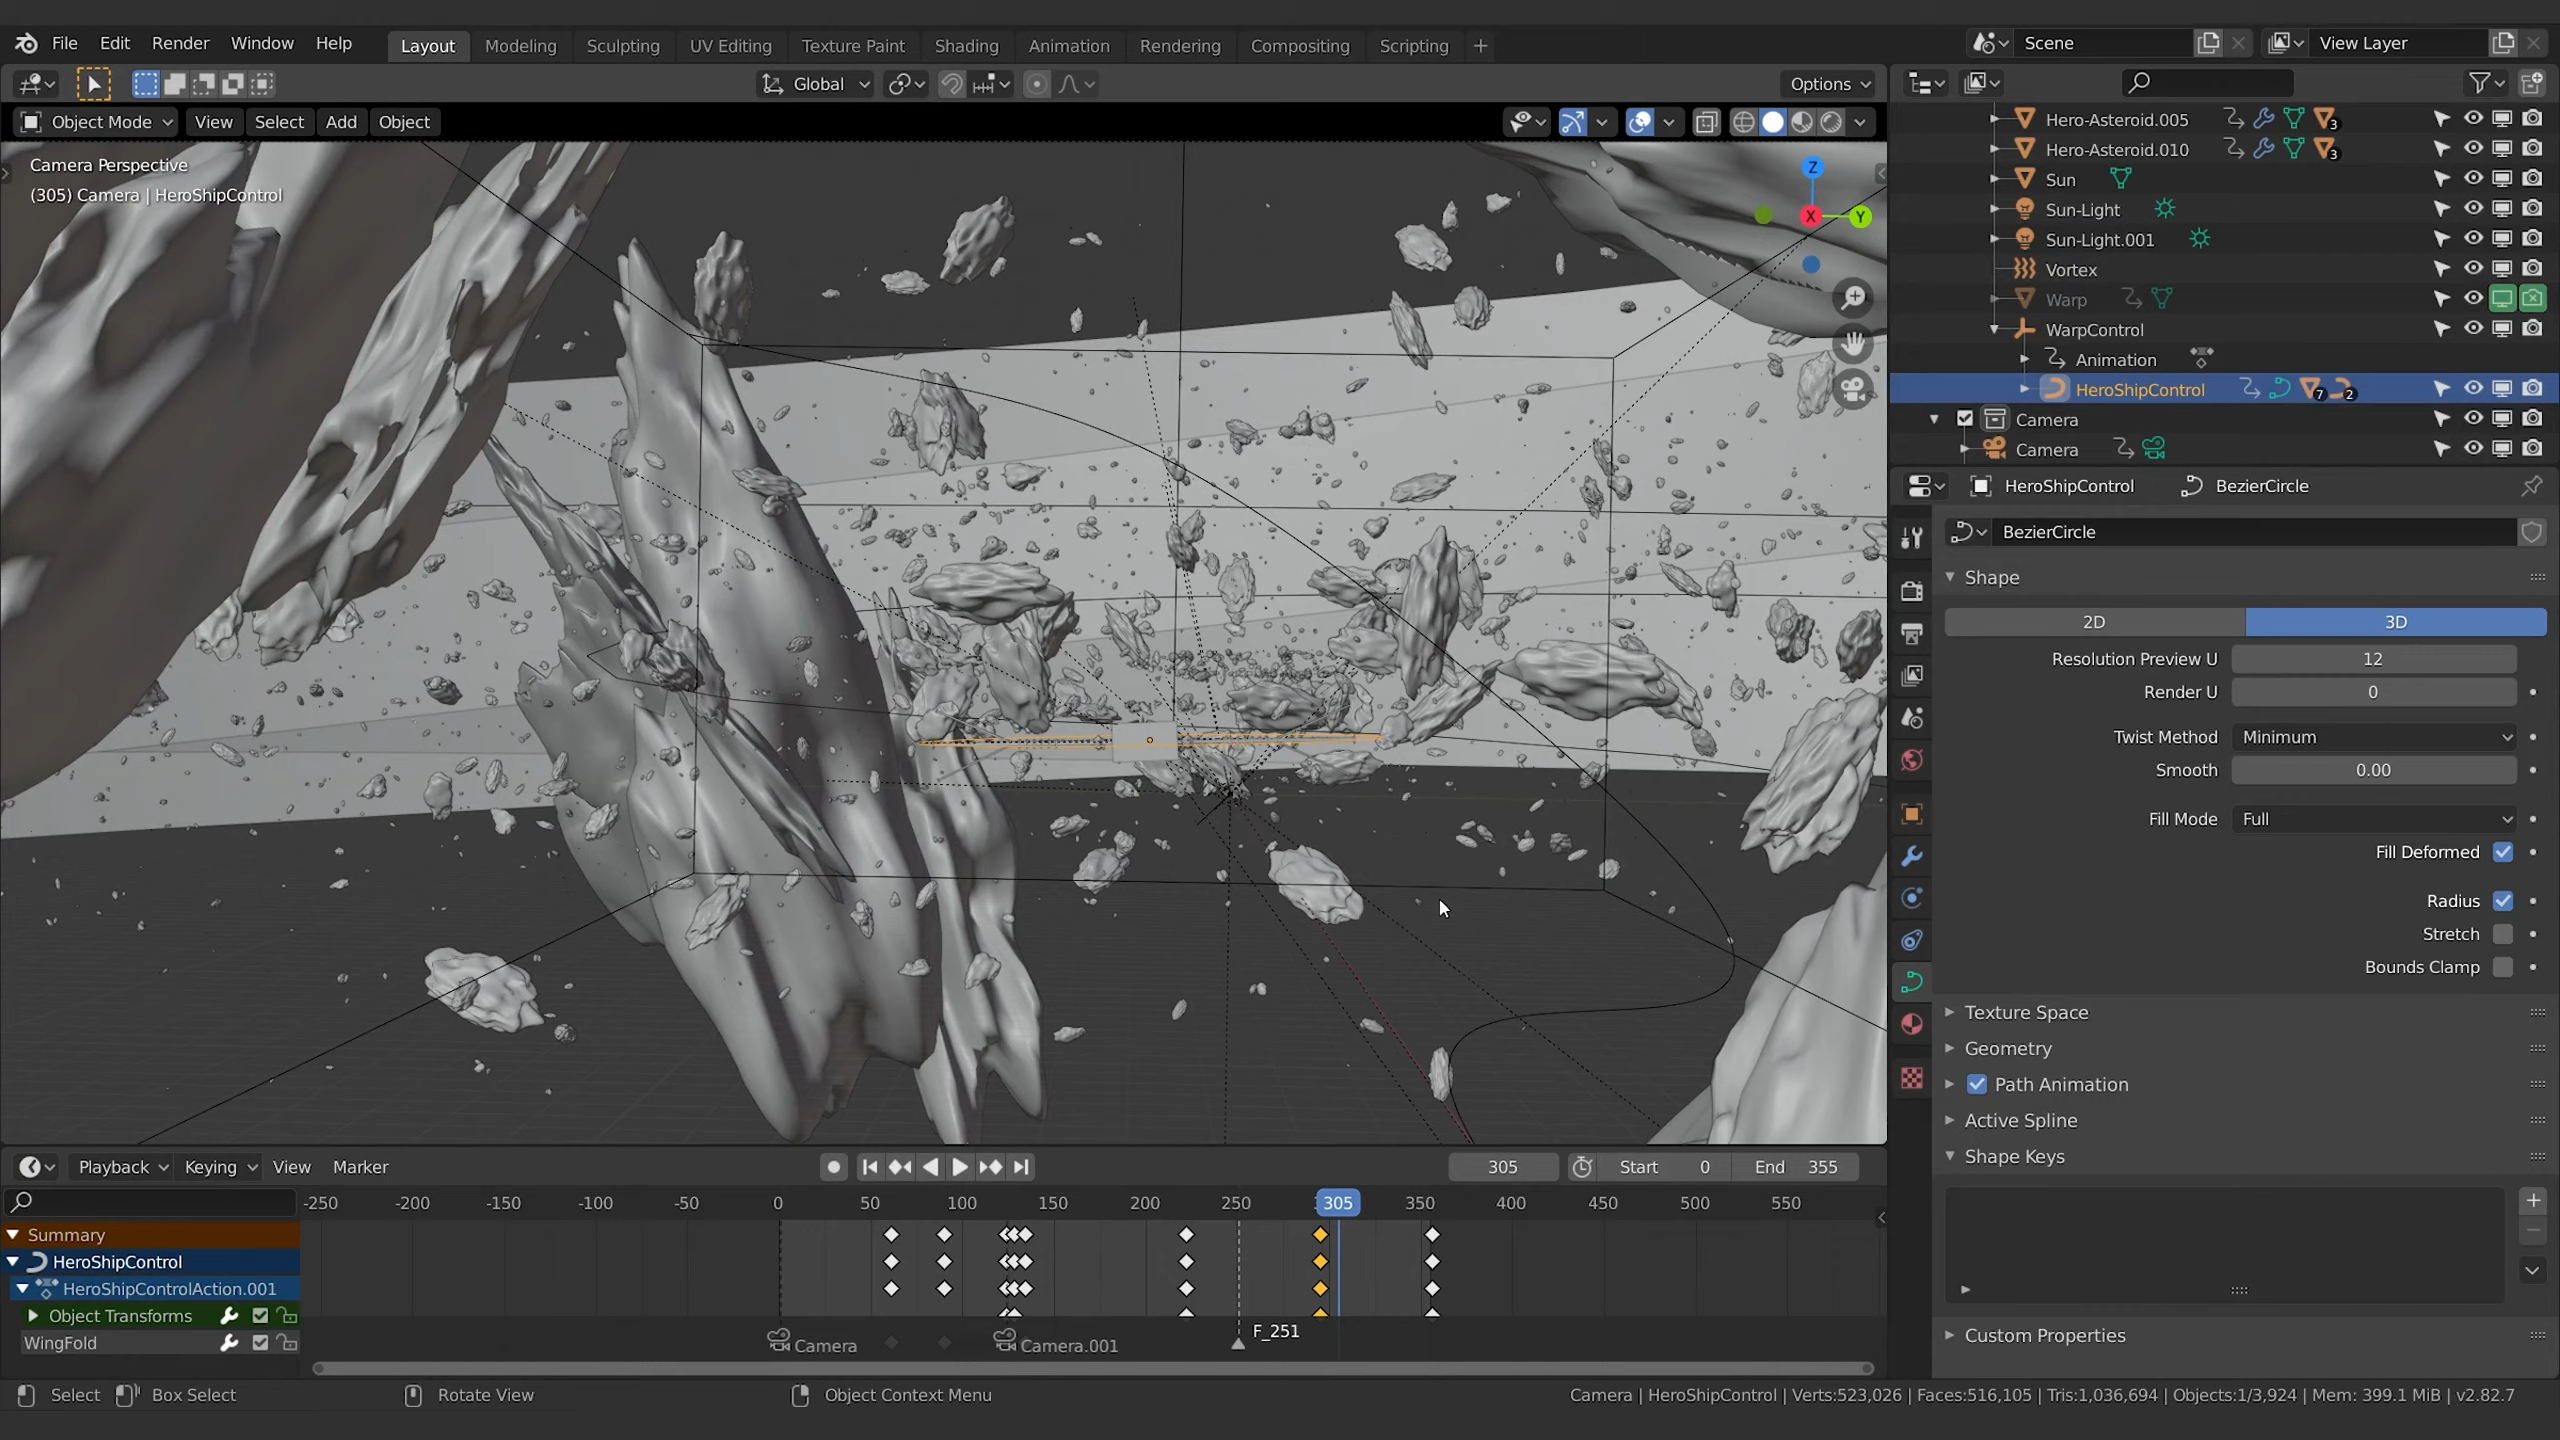 File Edit Render Window Help
Layout Modeling Sculpting UV Editing Texture Paint Shading Animation Rendering Compositing Scripting +
Scene
View Layer
Global
Options
Object Mode View Select Add Object
Camera Perspective
(305) Camera | HeroShipControl
Z
X
Y
Hero-Asteroid.005
3
Hero-Asteroid.010
3
Sun
Sun-Light
Sun-Light.001
Vortex
Warp
WarpControl
Animation
HeroShipControl
7
2
Camera
Camera
HeroShipControl
BezierCircle
BezierCircle
Shape
2D
3D
Resolution Preview U 12
Render U 0
Twist Method Minimum
Smooth 0.00
Fill Mode Full
Fill Deformed
Radius
Stretch
Bounds Clamp
Texture Space
Geometry
Path Animation
Active Spline
Shape Keys
Custom Properties
Playback Keying View Marker
305
Start 0
End 355
-250 -200 -150 -100 -50 0 50 100 150 200 250 305 350 400 450 500 550
Summary
HeroShipControl
HeroShipControlAction.001
Object Transforms
WingFold
Camera
Camera.001
F_251
Select
Box Select
Rotate View
Object Context Menu
Camera | HeroShipControl | Verts:523,026 | Faces:516,105 | Tris:1,036,694 | Objects:1/3,924 | Mem: 399.1 MiB | v2.82.7